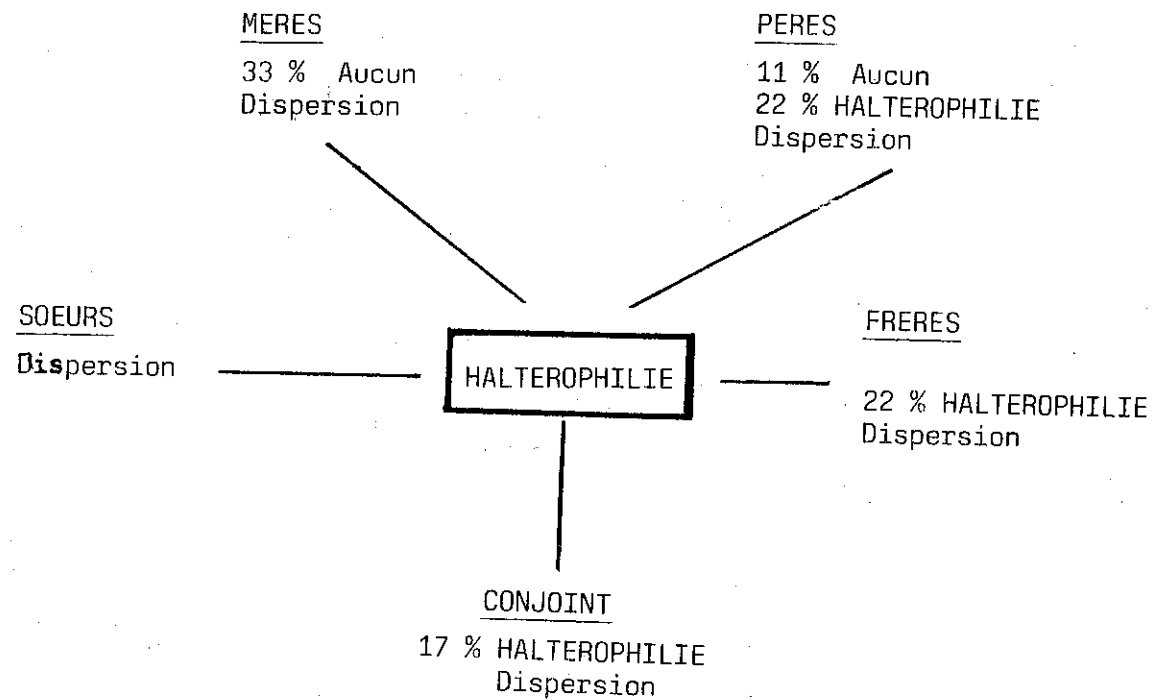 MERES
33 % Aucun
Dispersion
PERES
11 % Aucun
22 % HALTEROPHILIE
Dispersion
SOEURS
Dispersion
HALTEROPHILIE
FRERES
22 % HALTEROPHILIE
Dispersion
CONJOINT
17 % HALTEROPHILIE
Dispersion